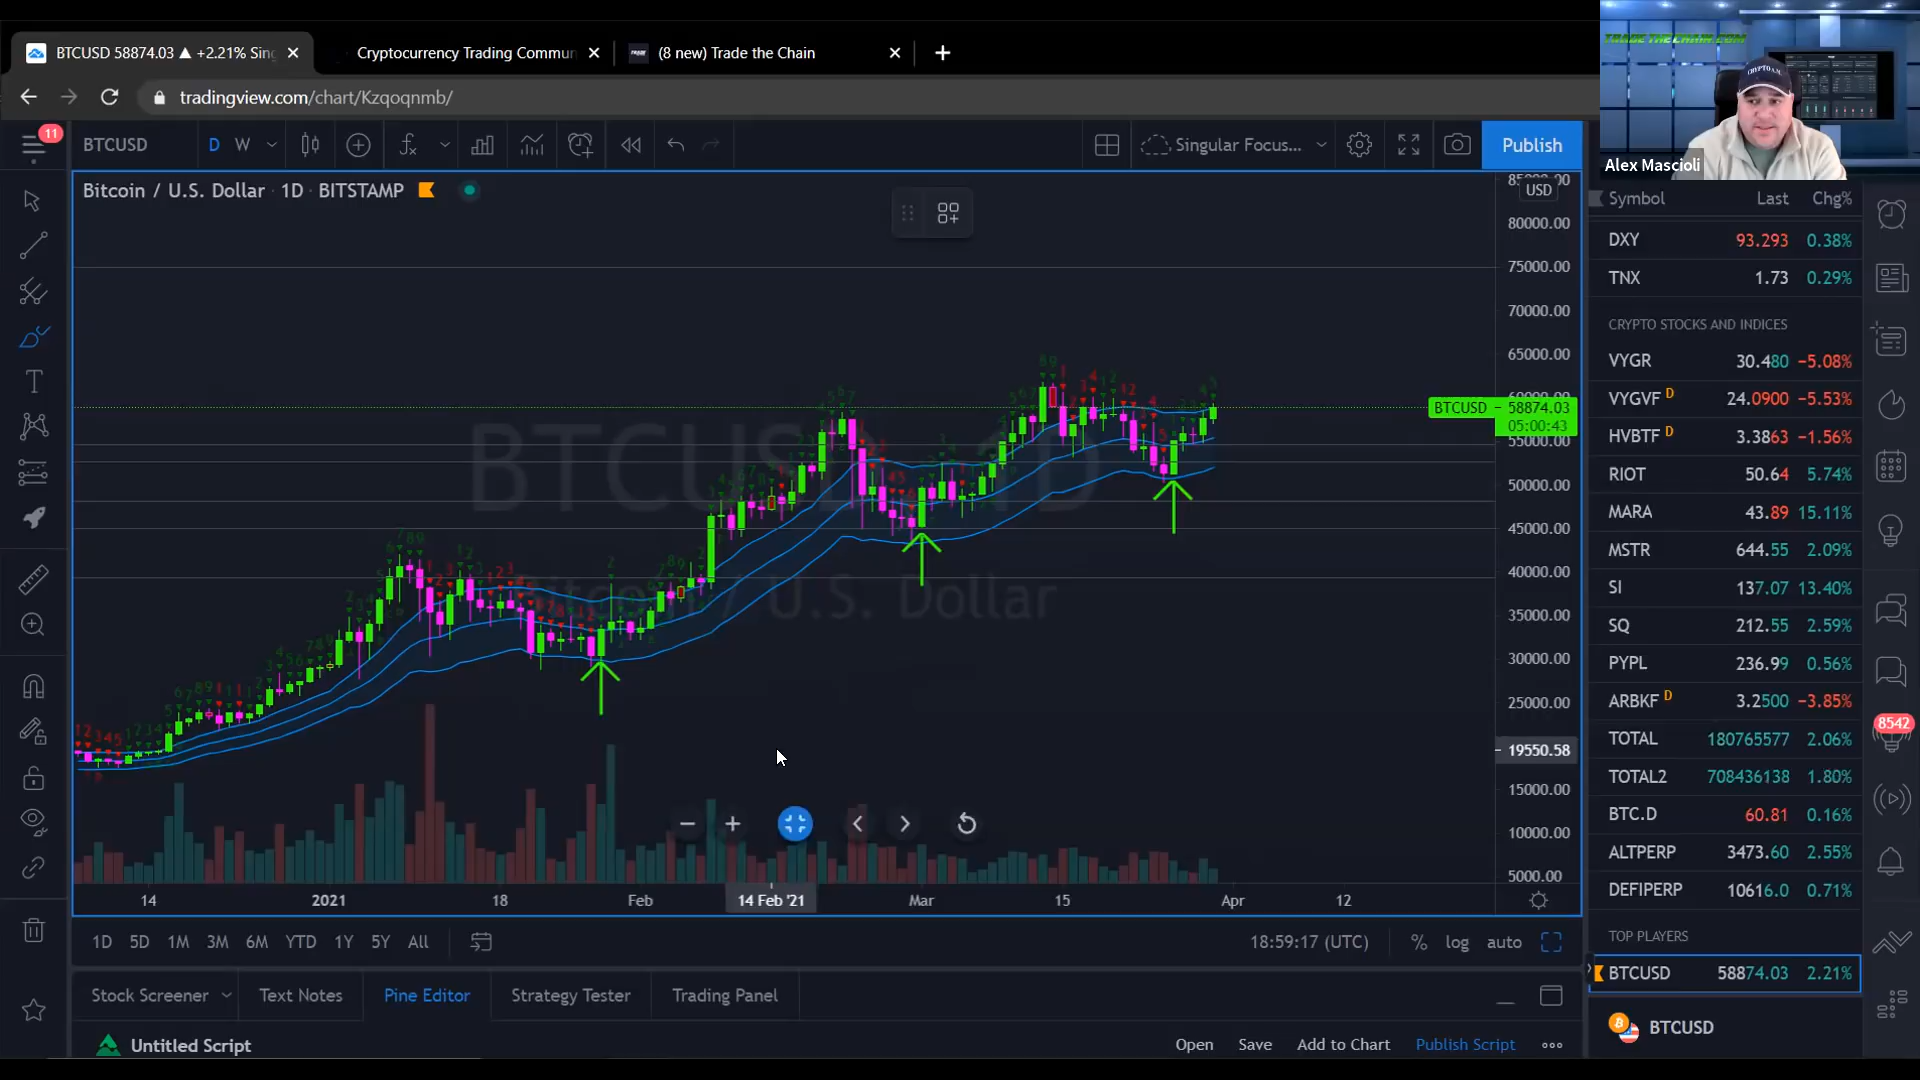 BTCUSD 58874.03 ▲ +2.21% Sin
Cryptocurrency Trading Commun
(8 new) Trade the Chain
tradingview.com/chart/Kzqoqnmb/
TRADETHECHAIN.COM
CRYPTO
Alex Mascioli
11
BTCUSD D W
Singular Focus...
Publish
Bitcoin / U.S. Dollar · 1D · BITSTAMP
USD
80000.00
75000.00
70000.00
65000.00
BTCUSD 58874.03
05:00:43
55000.00
50000.00
45000.00
40000.00
35000.00
30000.00
25000.00
19550.58
15000.00
10000.00
5000.00
BTCUSD, 1D
Bitcoin / U.S. Dollar
14 2021 18 Feb 14 Feb '21 Mar 15 Apr 12
1D 5D 1M 3M 6M YTD 1Y 5Y All
18:59:17 (UTC) % log auto
Stock Screener Text Notes Pine Editor Strategy Tester Trading Panel
Untitled Script
Open Save Add to Chart Publish Script
Symbol Last Chg%
DXY 93.293 0.38%
TNX 1.73 0.29%
CRYPTO STOCKS AND INDICES
VYGR 30.480 −5.08%
VYGVF D 24.0900 −5.53%
HVBTF D 3.3863 −1.56%
RIOT 50.64 5.74%
MARA 43.89 15.11%
MSTR 644.55 2.09%
SI 137.07 13.40%
SQ 212.55 2.59%
PYPL 236.99 0.56%
ARBKF D 3.2500 −3.85%
TOTAL 180765577 2.06%
TOTAL2 708436138 1.80%
BTC.D 60.81 0.16%
ALTPERP 3473.60 2.55%
DEFIPERP 10616.0 0.71%
TOP PLAYERS
BTCUSD 58874.03 2.21%
BTCUSD
8542